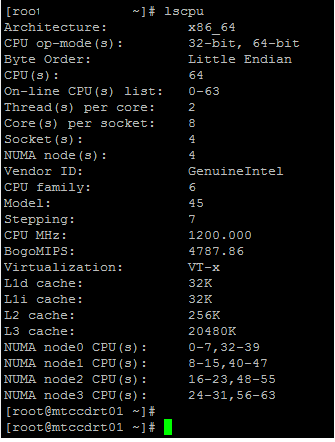 [root ~]# lscpu
Architecture: x86_64
CPU op-mode(s): 32-bit, 64-bit
Byte Order: Little Endian
CPU(s): 64
On-line CPU(s) list: 0-63
Thread(s) per core: 2
Core(s) per socket: 8
Socket(s): 4
NUMA node(s): 4
Vendor ID: GenuineIntel
CPU family: 6
Model: 45
Stepping: 7
CPU MHz: 1200.000
BogoMIPS: 4787.86
Virtualization: VT-x
L1d cache: 32K
L1i cache: 32K
L2 cache: 256K
L3 cache: 20480K
NUMA node0 CPU(s): 0-7,32-39
NUMA node1 CPU(s): 8-15,40-47
NUMA node2 CPU(s): 16-23,48-55
NUMA node3 CPU(s): 24-31,56-63
[root@mtccdrt01 ~]#
[root@mtccdrt01 ~]#